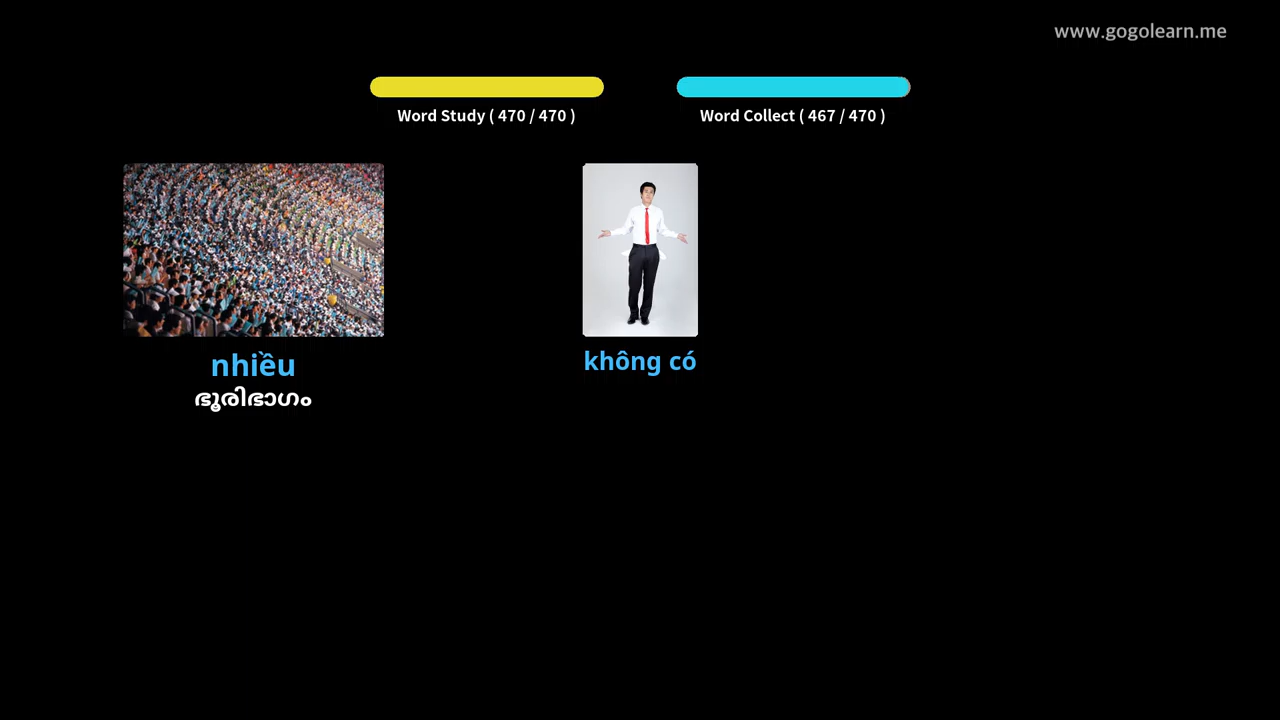 www.gogolearn.me
Word Study ( 470 / 470 )
Word Collect ( 467 / 470 )
nhiều
ഭൂരിഭാഗം
không có